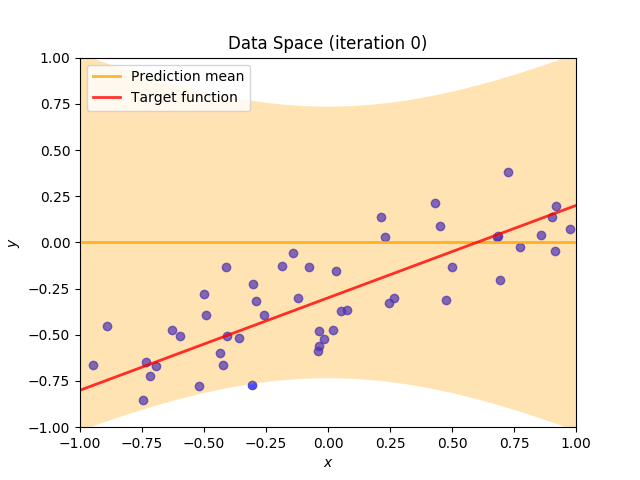 Data Space (iteration 0)
1.00
0.75
0.50
0.25
0.00
−0.25
−0.50
−0.75
−1.00
y
Prediction mean
Target function
−1.00 −0.75 −0.50 −0.25 0.00 0.25 0.50 0.75 1.00
x